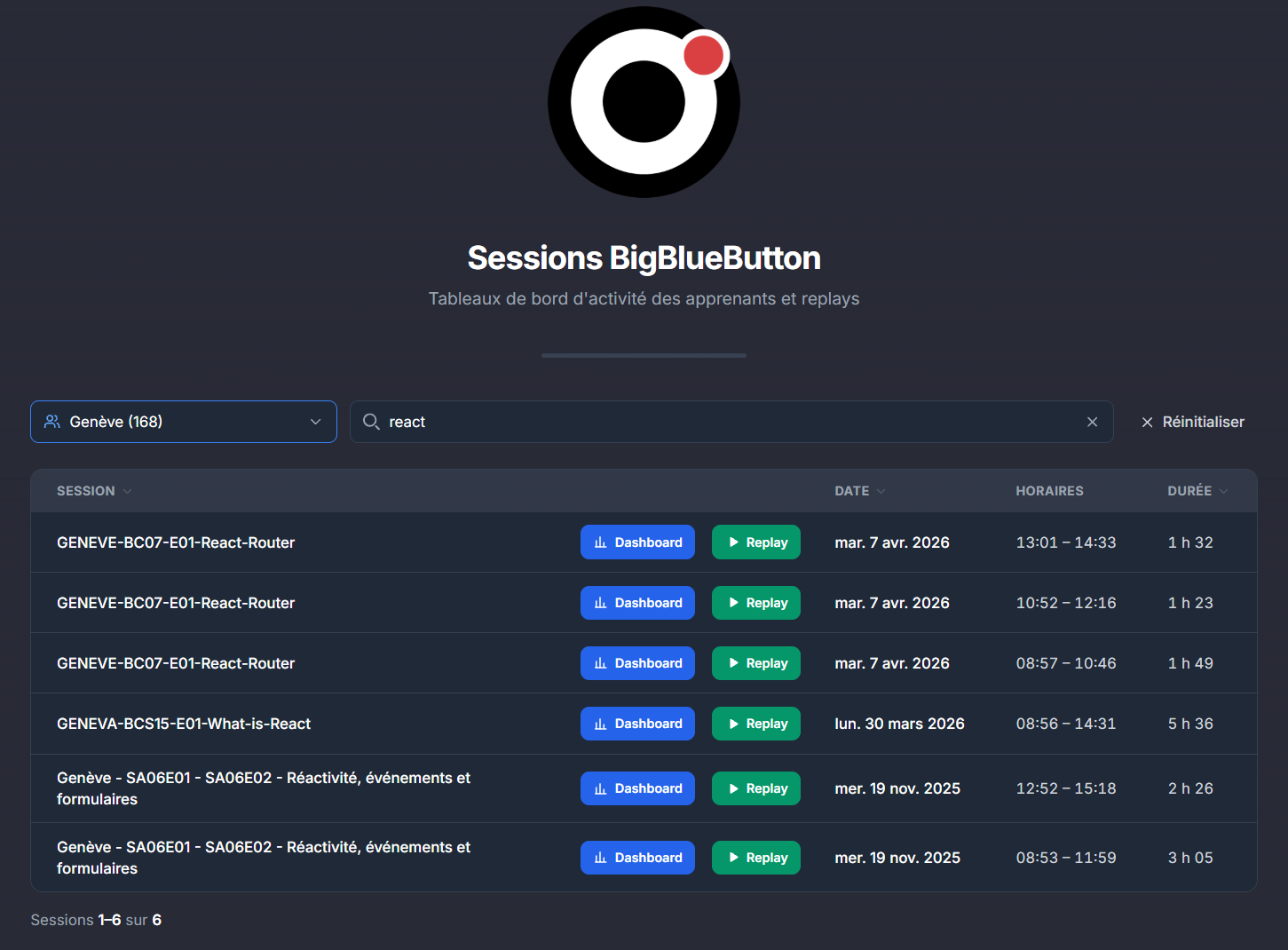 Sessions BigBlueButton
Tableaux de bord d'activité des apprenants et replays
Genève (168) react Réinitialiser
SESSION DATE HORAIRES DURÉE
GENEVE-BC07-E01-React-Router Dashboard Replay mar. 7 avr. 2026 13:01 – 14:33 1 h 32
GENEVE-BC07-E01-React-Router Dashboard Replay mar. 7 avr. 2026 10:52 – 12:16 1 h 23
GENEVE-BC07-E01-React-Router Dashboard Replay mar. 7 avr. 2026 08:57 – 10:46 1 h 49
GENEVA-BCS15-E01-What-is-React Dashboard Replay lun. 30 mars 2026 08:56 – 14:31 5 h 36
Genève - SA06E01 - SA06E02 - Réactivité, événements et
formulaires Dashboard Replay mer. 19 nov. 2025 12:52 – 15:18 2 h 26
Genève - SA06E01 - SA06E02 - Réactivité, événements et
formulaires Dashboard Replay mer. 19 nov. 2025 08:53 – 11:59 3 h 05
Sessions 1–6 sur 6